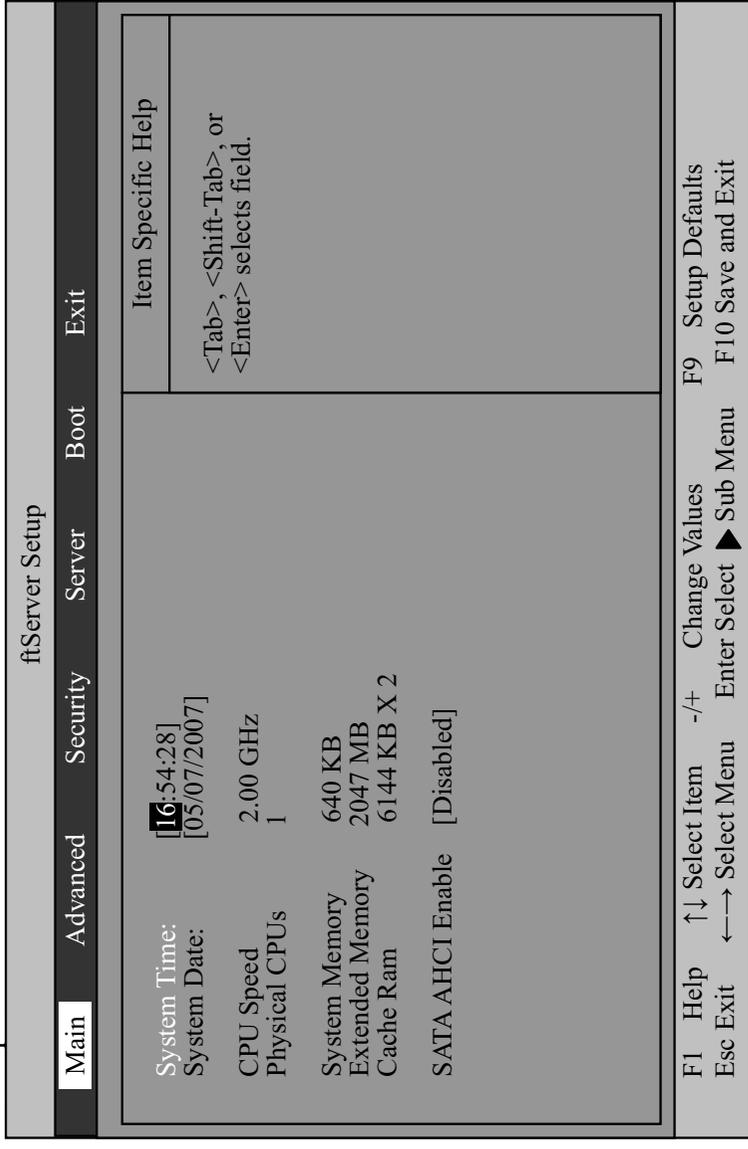 ftServer Setup
Main Advanced Security Server Boot Exit
Item Specific Help
System Time: [16:54:28]
System Date: [05/07/2007]
CPU Speed 2.00 GHz
Physical CPUs 1
System Memory 640 KB
Extended Memory 2047 MB
Cache Ram 6144 KB X 2
SATA AHCI Enable [Disabled]
<Tab>, <Shift-Tab>, or
<Enter> selects field.
F1 Help ↑↓ Select Item -/+ Change Values F9 Setup Defaults
Esc Exit ←→ Select Menu Enter Select ▶ Sub Menu F10 Save and Exit